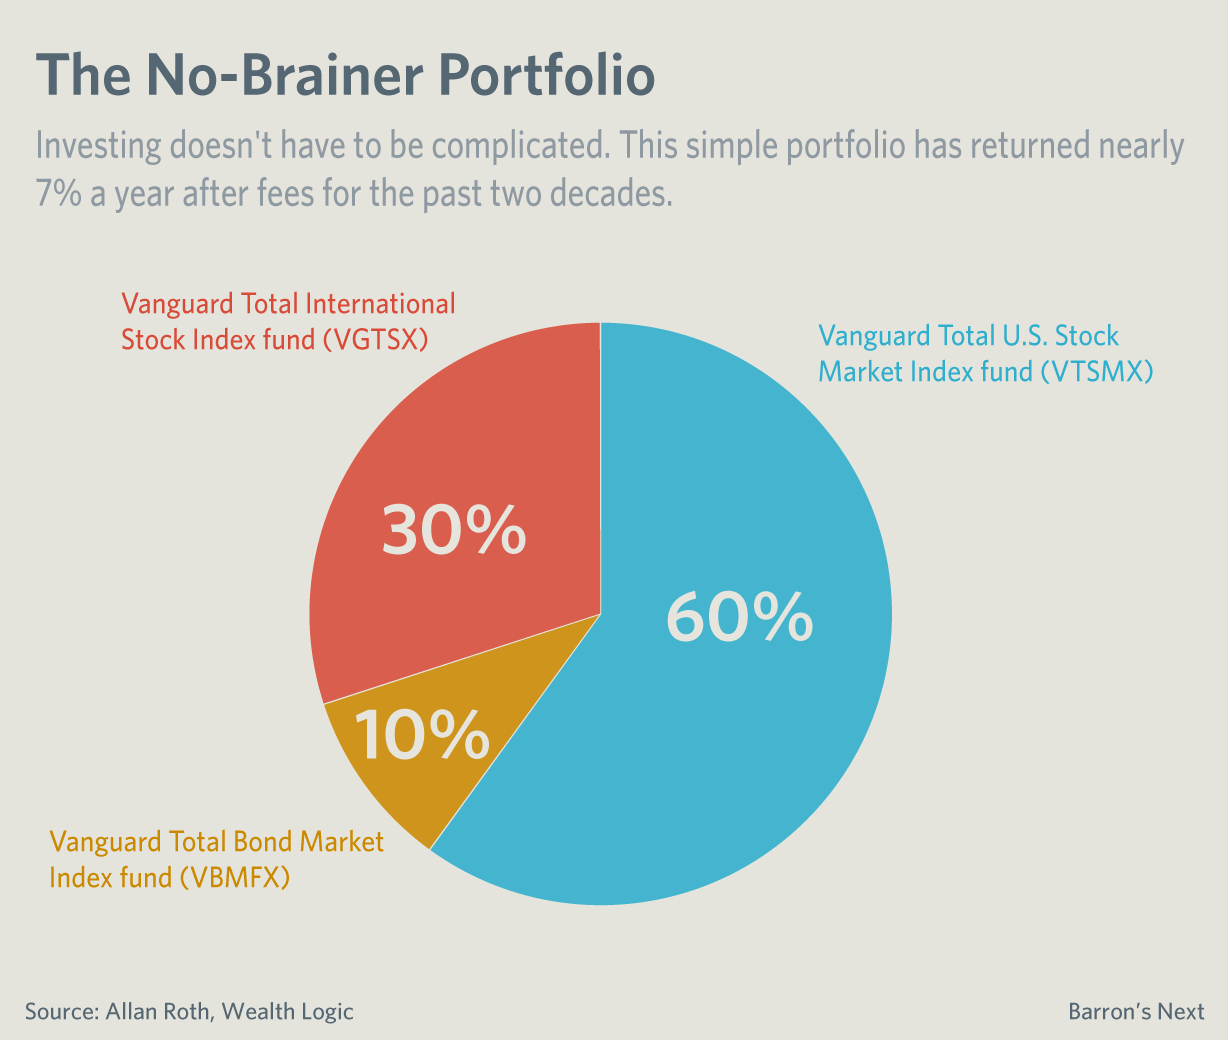 The No-Brainer Portfolio
Investing doesn't have to be complicated. This simple portfolio has returned nearly
7% a year after fees for the past two decades.
Vanguard Total International
Stock Index fund (VGTSX)
Vanguard Total U.S. Stock
Market Index fund (VTSMX)
30%
60%
10%
Vanguard Total Bond Market
Index fund (VBMFX)
Source: Allan Roth, Wealth Logic
Barron’s Next